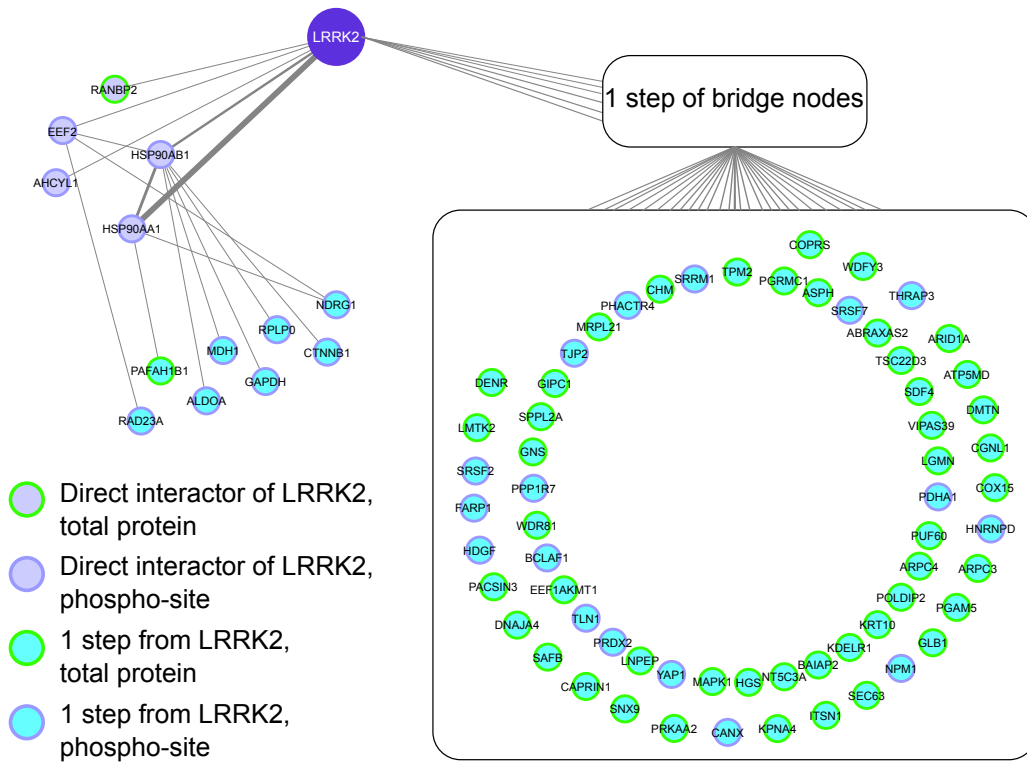 LRRK2
1 step of bridge nodes
RANBP2
EEF2
HSP90AB1
AHCYL1
HSP90AA1
NDRG1
RPLP0
CTNNB1
MDH1
PAFAH1B1
GAPDH
ALDOA
RAD23A
Direct interactor of LRRK2,
total protein
Direct interactor of LRRK2,
phospho-site
1 step from LRRK2,
total protein
1 step from LRRK2,
phospho-site
COPRS
WDFY3
THRAP3
ARID1A
ATP5MD
DMTN
CGNL1
COX15
HNRNPD
ARPC3
PGAM5
GLB1
NPM1
SEC63
ITSN1
KPNA4
CANX
PRKAA2
SNX9
CAPRIN1
SAFB
DNAJA4
PACSIN3
HDGF
FARP1
SRSF2
LMTK2
DENR
TPM2
PGRMC1
ASPH
SRSF7
ABRAXAS2
TSC22D3
SDF4
VIPAS39
LGMN
PDHA1
PUF60
ARPC4
POLDIP2
KRT10
KDELR1
BAIAP2
NT5C3A
HGS
MAPK1
YAP1
LNPEP
PRDX2
TLN1
EEF1AKMT1
BCLAF1
WDR81
PPP1R7
GNS
SPPL2A
GIPC1
TJP2
MRPL21
PHACTR4
CHM
SRRM1